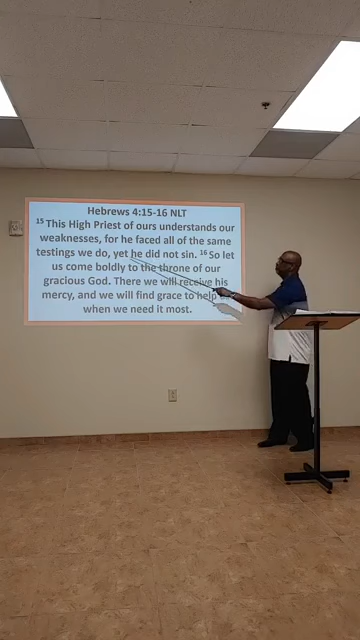 Hebrews 4:15-16 NLT
15 This High Priest of ours understands our
weaknesses, for he faced all of the same
testings we do, yet he did not sin. 16 So let
us come boldly to the throne of our
gracious God. There we will receive his
mercy, and we will find grace to help
when we need it most.